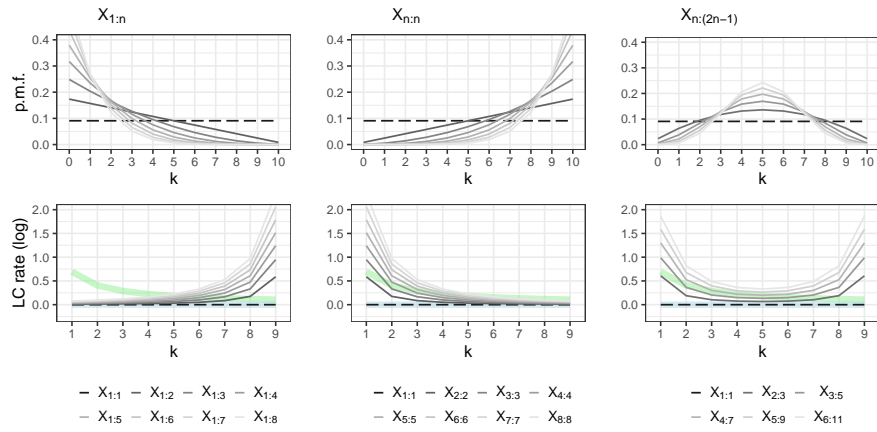 X1:n
Xn:n
Xn:(2n−1)
p.m.f.
0.4
0.3
0.2
0.1
0.0
0 1 2 3 4 5 6 7 8 9 10
k
0.4
0.3
0.2
0.1
0.0
0 1 2 3 4 5 6 7 8 9 10
k
0.4
0.3
0.2
0.1
0.0
0 1 2 3 4 5 6 7 8 9 10
k
LC rate (log)
2.0
1.5
1.0
0.5
0.0
1 2 3 4 5 6 7 8 9
k
2.0
1.5
1.0
0.5
0.0
1 2 3 4 5 6 7 8 9
k
2.0
1.5
1.0
0.5
0.0
1 2 3 4 5 6 7 8 9
k
X1:1 X1:2 X1:3 X1:4
X1:5 X1:6 X1:7 X1:8
X1:1 X2:2 X3:3 X4:4
X5:5 X6:6 X7:7 X8:8
X1:1 X2:3 X3:5
X4:7 X5:9 X6:11